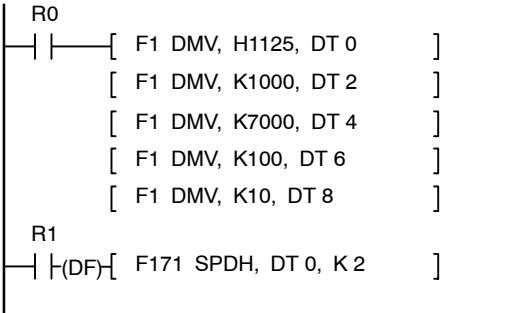 R0
[ F1 DMV, H1125, DT 0 ]
[ F1 DMV, K1000, DT 2 ]
[ F1 DMV, K7000, DT 4 ]
[ F1 DMV, K100, DT 6 ]
[ F1 DMV, K10, DT 8 ]
R1
(DF) [ F171 SPDH, DT 0, K 2 ]